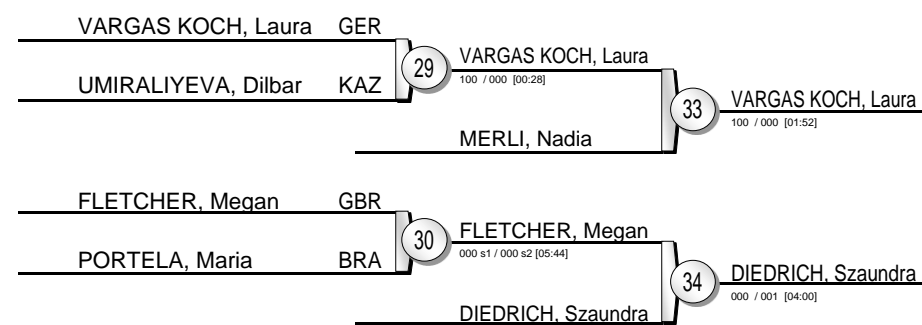 VARGAS KOCH, Laura GER
29
VARGAS KOCH, Laura
100 / 000 [00:28]
UMIRALIYEVA, Dilbar KAZ
33
VARGAS KOCH, Laura
100 / 000 [01:52]
MERLI, Nadia
FLETCHER, Megan GBR
30
FLETCHER, Megan
000 s1 / 000 s2 [05:44]
PORTELA, Maria BRA
34
DIEDRICH, Szaundra
000 / 001 [04:00]
DIEDRICH, Szaundra